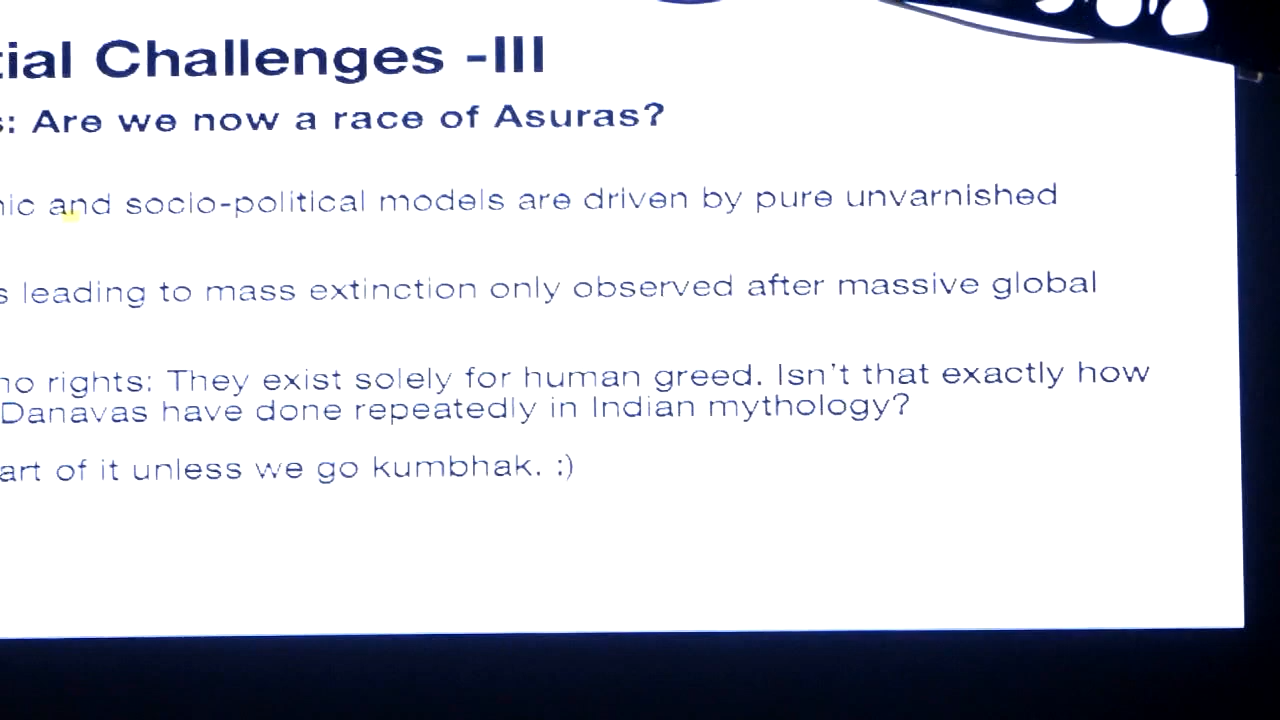 tial Challenges -III
s: Are we now a race of Asuras?
nic and socio-political models are driven by pure unvarnished
s leading to mass extinction only observed after massive global
no rights: They exist solely for human greed. Isn't that exactly how
Danavas have done repeatedly in Indian mythology?
art of it unless we go kumbhak. :)